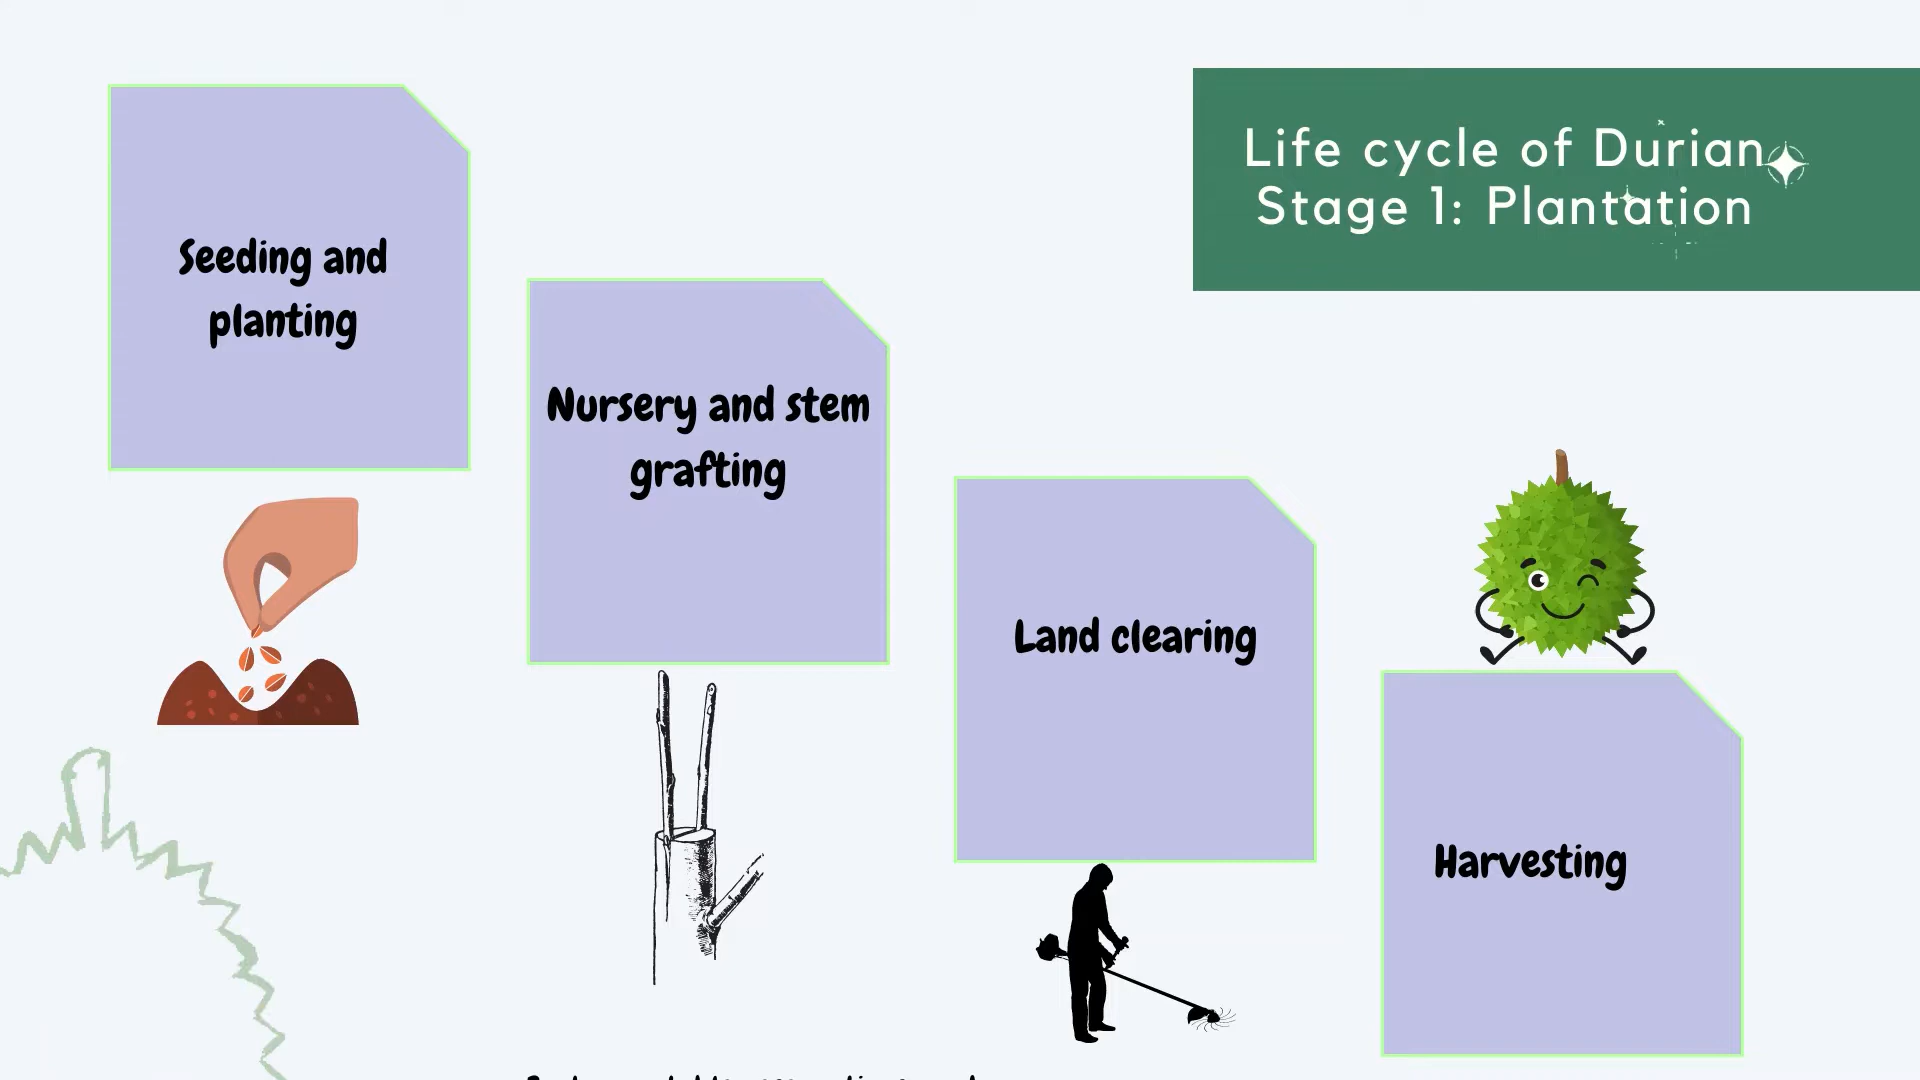 Life cycle of Durian
Stage 1: Plantation
Seeding and
planting
Nursery and stem
grafting
Land clearing
Harvesting